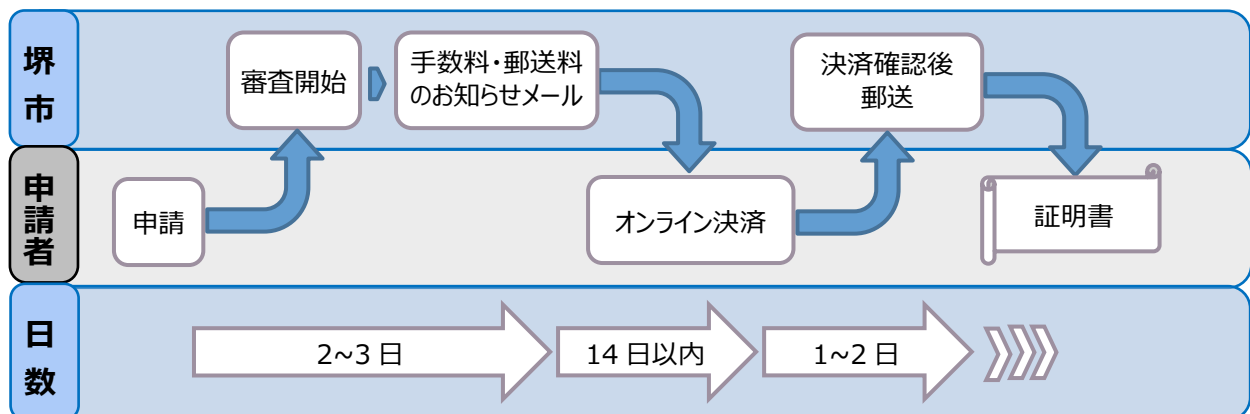 堺市
審査開始
手数料・郵送料
のお知らせメール
決済確認後
郵送
申請者
申請
オンライン決済
証明書
日数
2~3 日
14 日以内
1~2 日